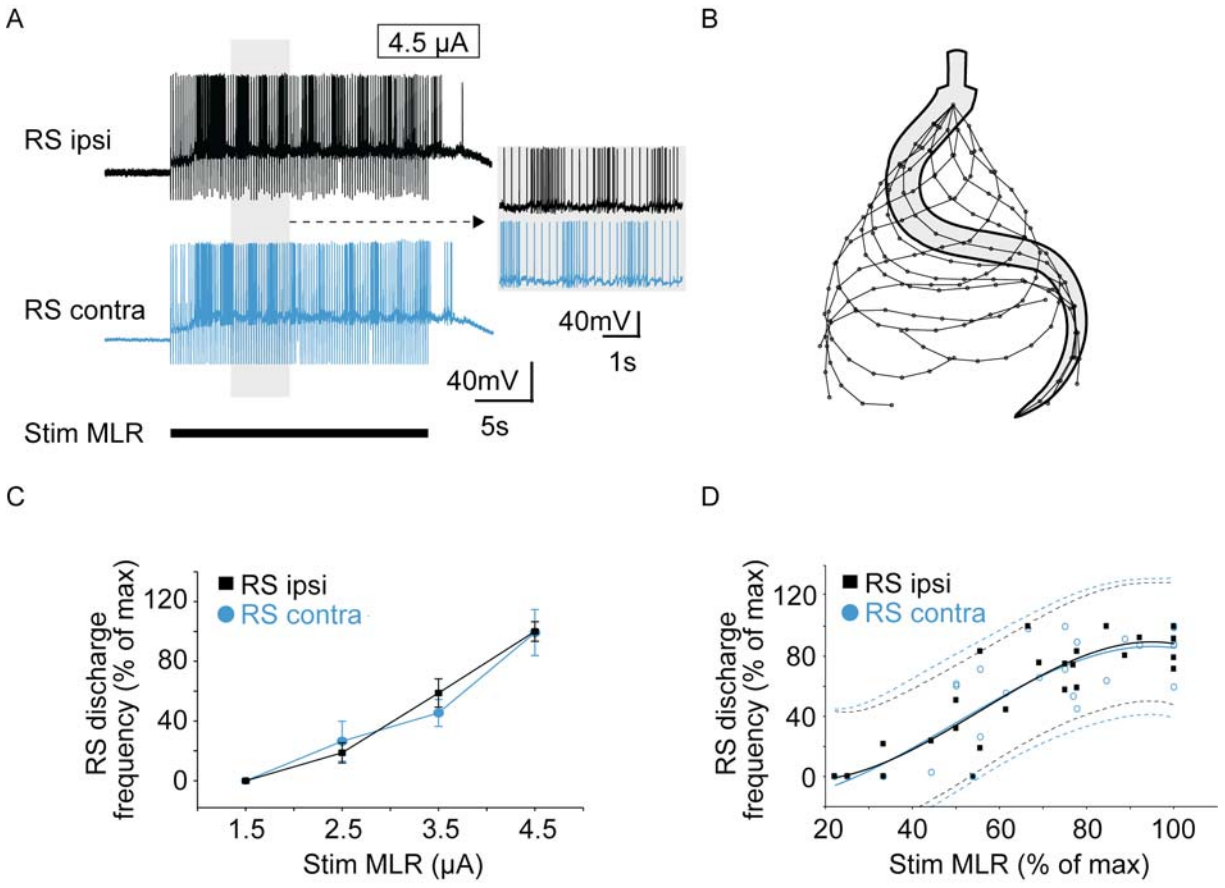 A
4.5 µA
RS ipsi
RS contra
40mV
1s
40mV
5s
Stim MLR
B
C
RS discharge
frequency (% of max)
120
80
40
0
RS ipsi
RS contra
1.5 2.5 3.5 4.5
Stim MLR (µA)
D
RS discharge
frequency (% of max)
120
80
40
0
RS ipsi
RS contra
20 40 60 80 100
Stim MLR (% of max)